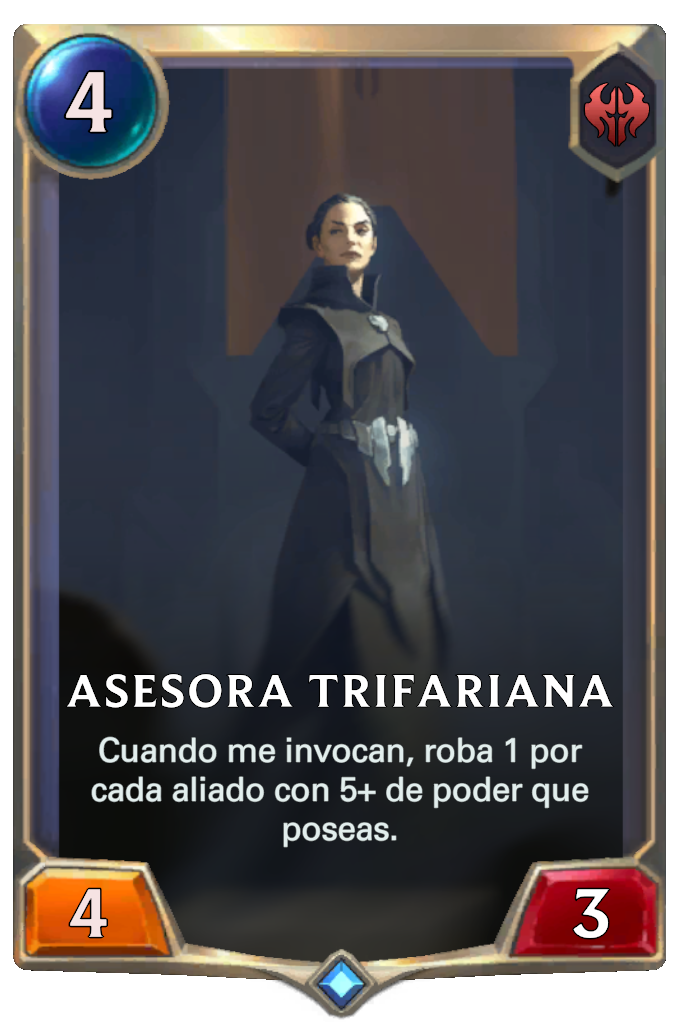 4
ASESORA TRIFARIANA
Cuando me invocan, roba 1 por
cada aliado con 5+ de poder que
poseas.
4
3